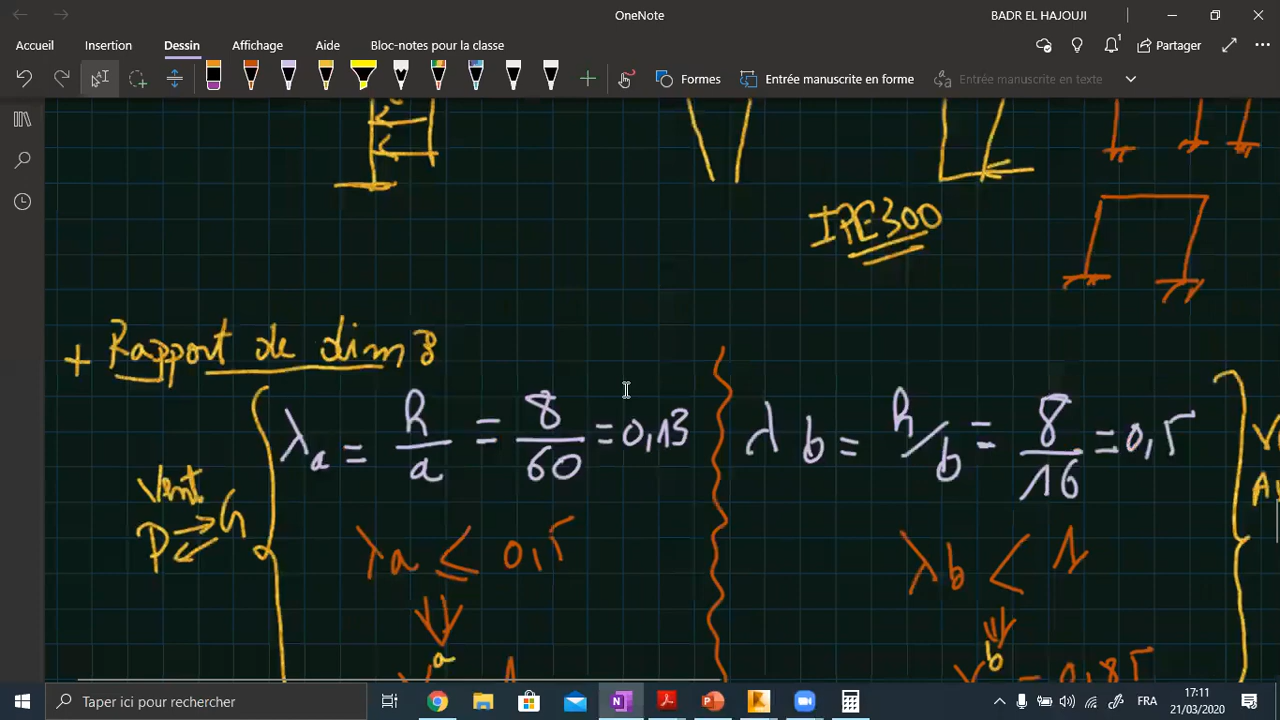 OneNote
BADR EL HAJOUJI
Accueil Insertion Dessin Affichage Aide Bloc-notes pour la classe
Partager
Formes Entrée manuscrite en forme Entrée manuscrite en texte
IPE300
+ Rapport de dim :
λa = h/a = 8/60 = 0,13
λb = h/b = 8/16 = 0,5
Vent
P ⇄ G
λa ≤ 0,5
λb < 1
⇓
⇓
a
b
= 0,85
Taper ici pour rechercher
FRA
17:11
21/03/2020